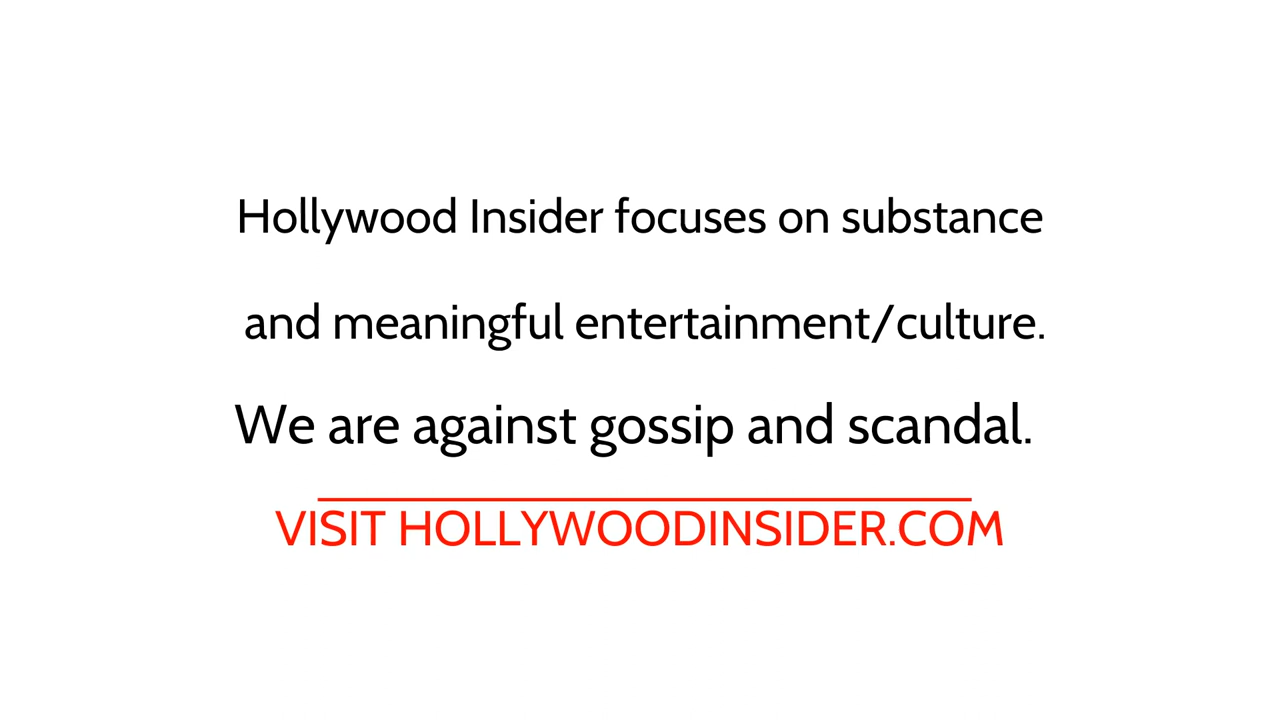 Hollywood Insider focuses on substance
and meaningful entertainment/culture.
We are against gossip and scandal.
VISIT HOLLYWOODINSIDER.COM